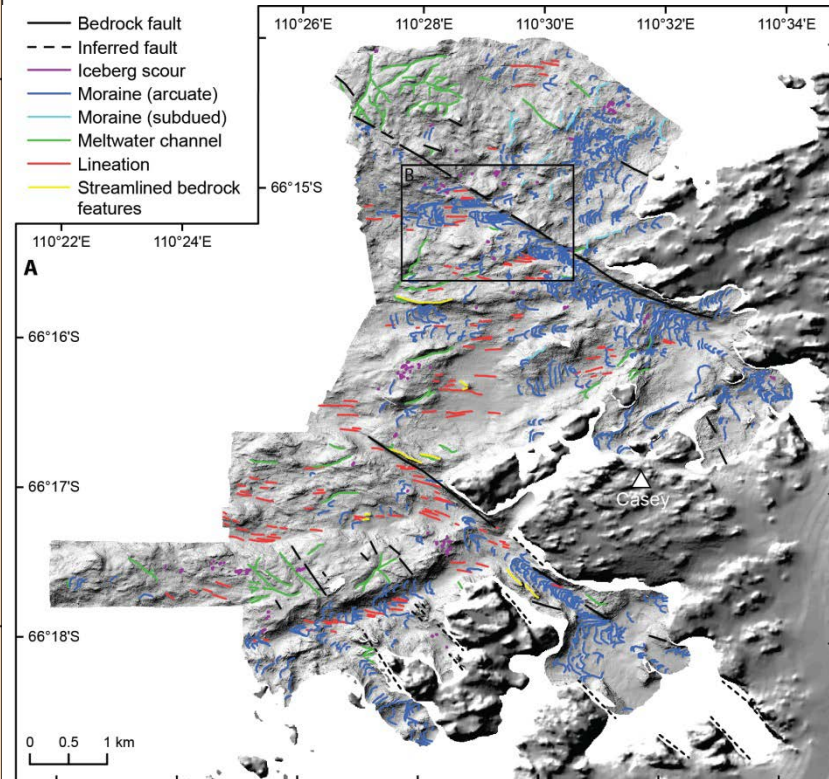 Bedrock fault
Inferred fault
Iceberg scour
Moraine (arcuate)
Moraine (subdued)
Meltwater channel
Lineation
Streamlined bedrock
features
110°26'E 110°28'E 110°30'E 110°32'E 110°34'E
66°15'S
B
110°22'E 110°24'E
A
66°16'S
66°17'S
Casey
66°18'S
0 0.5 1 km